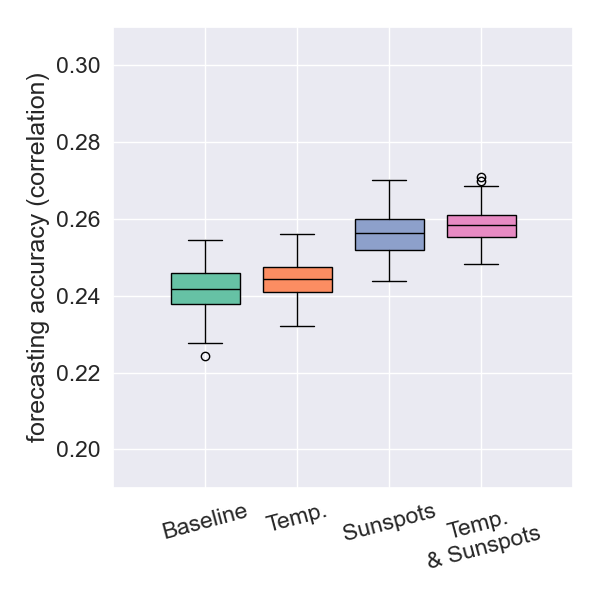 forecasting accuracy (correlation)
0.30
0.28
0.26
0.24
0.22
0.20
Baseline
Temp.
Sunspots
Temp.
& Sunspots